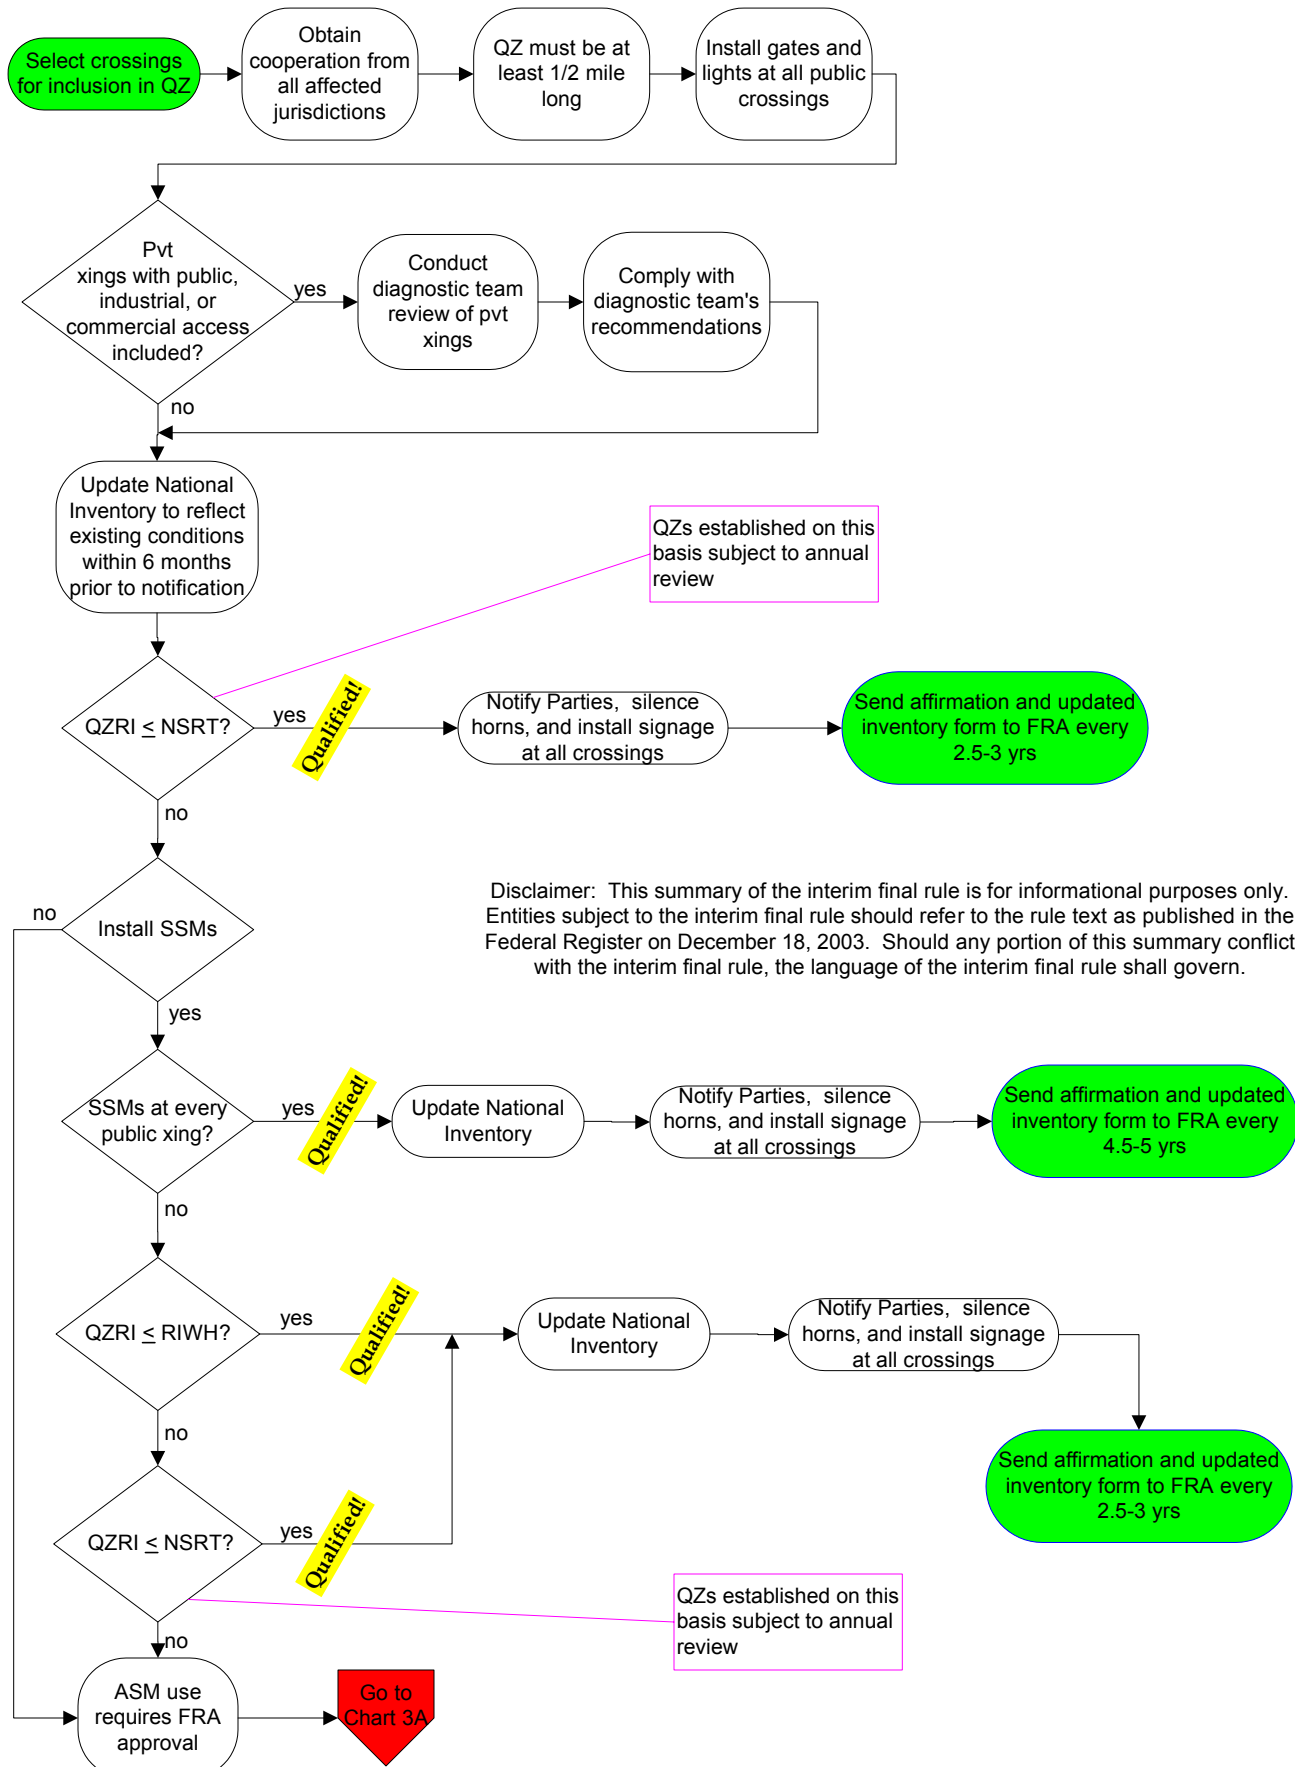 Select crossings
for inclusion in QZ
Obtain
cooperation from
all affected
jurisdictions
QZ must be at
least 1/2 mile
long
Install gates and
lights at all public
crossings
Pvt
xings with public,
industrial, or
commercial access
included?
yes
Conduct
diagnostic team
review of pvt
xings
Comply with
diagnostic team's
recommendations
no
Update National
Inventory to reflect
existing conditions
within 6 months
prior to notification
QZs established on this
basis subject to annual
review
QZRI ≤ NSRT?
yes
Qualified!
Notify Parties, silence
horns, and install signage
at all crossings
Send affirmation and updated
inventory form to FRA every
2.5-3 yrs
no
Install SSMs
no
Disclaimer: This summary of the interim final rule is for informational purposes only.
Entities subject to the interim final rule should refer to the rule text as published in the
Federal Register on December 18, 2003. Should any portion of this summary conflict
with the interim final rule, the language of the interim final rule shall govern.
yes
SSMs at every
public xing?
yes
Qualified!
Update National
Inventory
Notify Parties, silence
horns, and install signage
at all crossings
Send affirmation and updated
inventory form to FRA every
4.5-5 yrs
no
QZRI ≤ RIWH?
yes
Qualified!
Update National
Inventory
Notify Parties, silence
horns, and install signage
at all crossings
Send affirmation and updated
inventory form to FRA every
2.5-3 yrs
no
QZRI ≤ NSRT?
yes
Qualified!
QZs established on this
basis subject to annual
review
no
ASM use
requires FRA
approval
Go to
Chart 3A